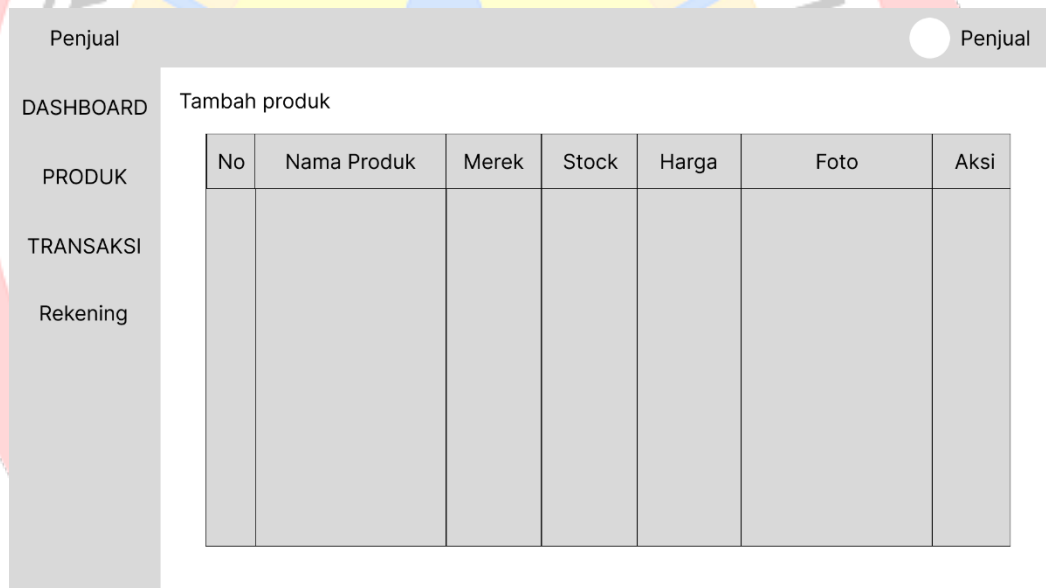 Penjual
Penjual
DASHBOARD
PRODUK
TRANSAKSI
Rekening
Tambah produk
No Nama Produk Merek Stock Harga Foto Aksi